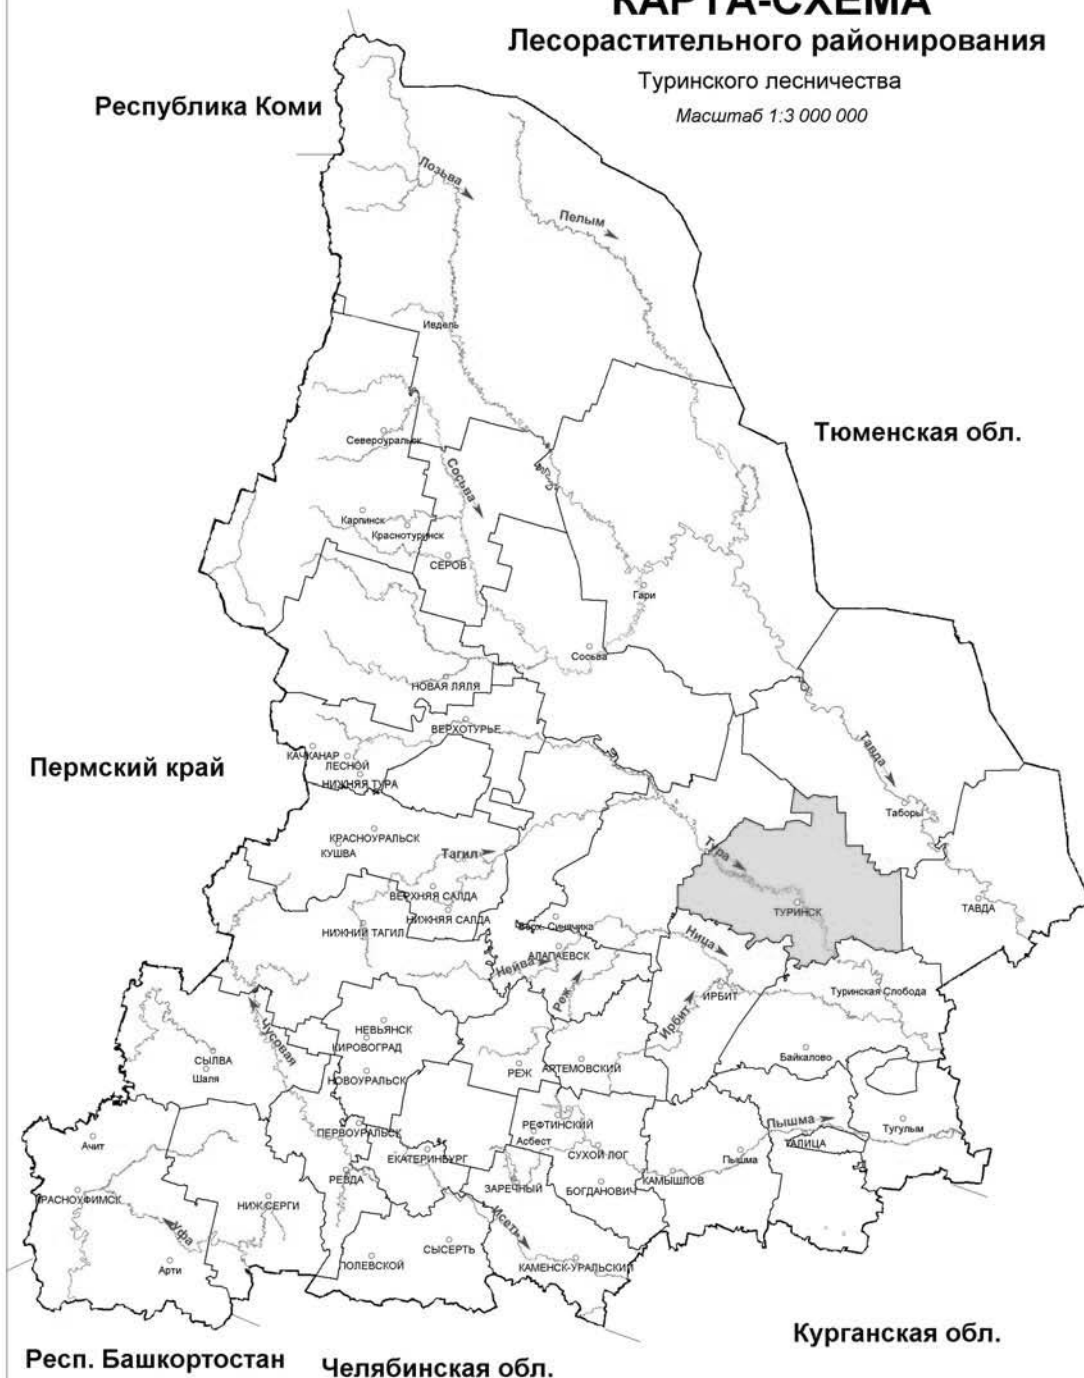 КАРТА-СХЕМА
Лесорастительного районирования
Туринского лесничества
Масштаб 1:3 000 000
Республика Коми
Лозьва
Пелым
Ивдель
Тюменская обл.
Североуральск
Сосьва
Карпинск
Краснотурьинск
СЕРОВ
Гари
Сосьва
НОВАЯ ЛЯЛЯ
ВЕРХОТУРЬЕ
Тавда
КАЧКАНАР
ЛЕСНОЙ
Пермский край
НИЖНЯЯ ТУРА
Таборы
КРАСНОУРАЛЬСК
КУШВА
Тагил
Тура
ВЕРХНЯЯ САЛДА
ТУРИНСК
ТАВДА
НИЖНЯЯ САЛДА
Верх. Синячиха
НИЖНИЙ ТАГИЛ
Ница
АЛАПАЕВСК
Нейва
Реж
Туринская Слобода
ИРБИТ
Ирбит
НЕВЬЯНСК
КИРОВОГРАД
Чусовая
СЫЛВА
Шаля
НОВОУРАЛЬСК
РЕЖ
АРТЕМОВСКИЙ
Байкалово
Пышма
РЕФТИНСКИЙ
Асбест
Тугулым
ПЕРВОУРАЛЬСК
ТАЛИЦА
Ачит
ЕКАТЕРИНБУРГ
СУХОЙ ЛОГ
Пышма
РЕВДА
ЗАРЕЧНЫЙ
БОГДАНОВИЧ
КАМЫШЛОВ
КРАСНОУФИМСК
НИЖ.СЕРГИ
Уфа
Исеть
СЫСЕРТЬ
Арти
ПОЛЕВСКОЙ
КАМЕНСК-УРАЛЬСКИЙ
Курганская обл.
Респ. Башкортостан
Челябинская обл.